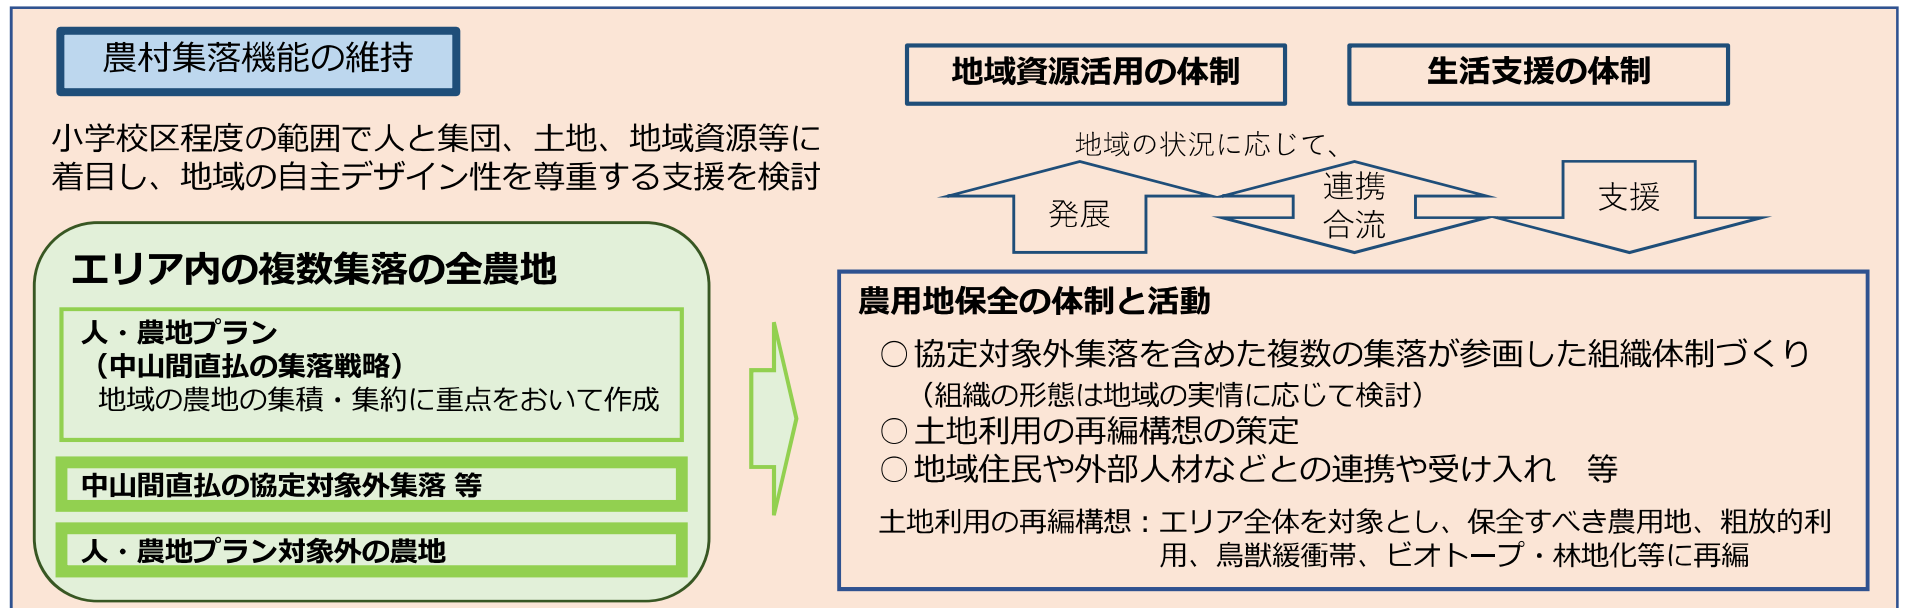 農村集落機能の維持
小学校区程度の範囲で人と集団、土地、地域資源等に
着目し、地域の自主デザイン性を尊重する支援を検討
エリア内の複数集落の全農地
人・農地プラン
（中山間直払の集落戦略）
地域の農地の集積・集約に重点をおいて作成
中山間直払の協定対象外集落 等
人・農地プラン対象外の農地
地域資源活用の体制
生活支援の体制
地域の状況に応じて、
発展
連携
合流
支援
農用地保全の体制と活動
○ 協定対象外集落を含めた複数の集落が参画した組織体制づくり
（組織の形態は地域の実情に応じて検討）
○ 土地利用の再編構想の策定
○ 地域住民や外部人材などとの連携や受け入れ　等
土地利用の再編構想：エリア全体を対象とし、保全すべき農用地、粗放的利
用、鳥獣緩衝帯、ビオトープ・林地化等に再編